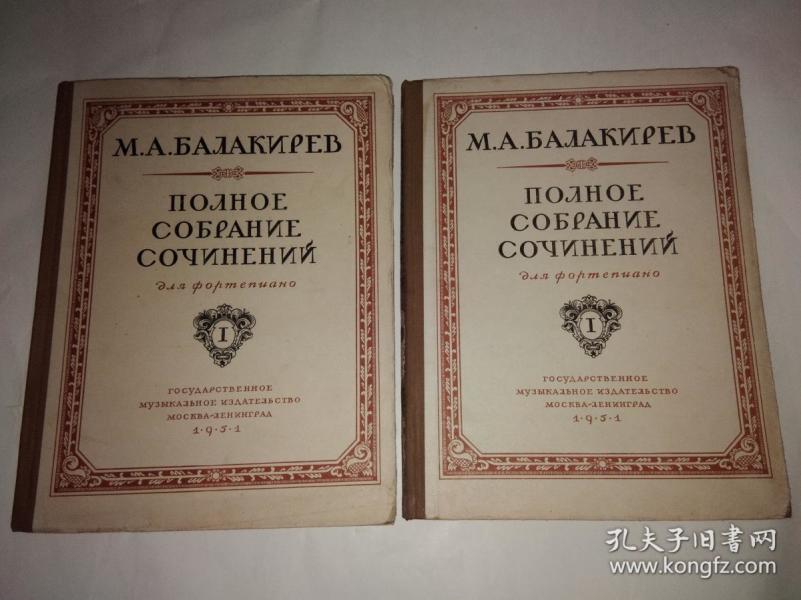 М.А.БАЛАКИРЕВ
ПОЛНОЕ
СОБРАНИЕ
СОЧИНЕНИЙ
для фортепиано
I
ГОСУДАРСТВЕННОЕ
МУЗЫКАЛЬНОЕ ИЗДАТЕЛЬСТВО
МОСКВА-ЛЕНИНГРАД
1·9·5·1
М.А.БАЛАКИРЕВ
ПОЛНОЕ
СОБРАНИЕ
СОЧИНЕНИЙ
для фортепиано
I
ГОСУДАРСТВЕННОЕ
МУЗЫКАЛЬНОЕ ИЗДАТЕЛЬСТВО
МОСКВА-ЛЕНИНГРАД
1·9·5·1
孔夫子旧书网
www.kongfz.com